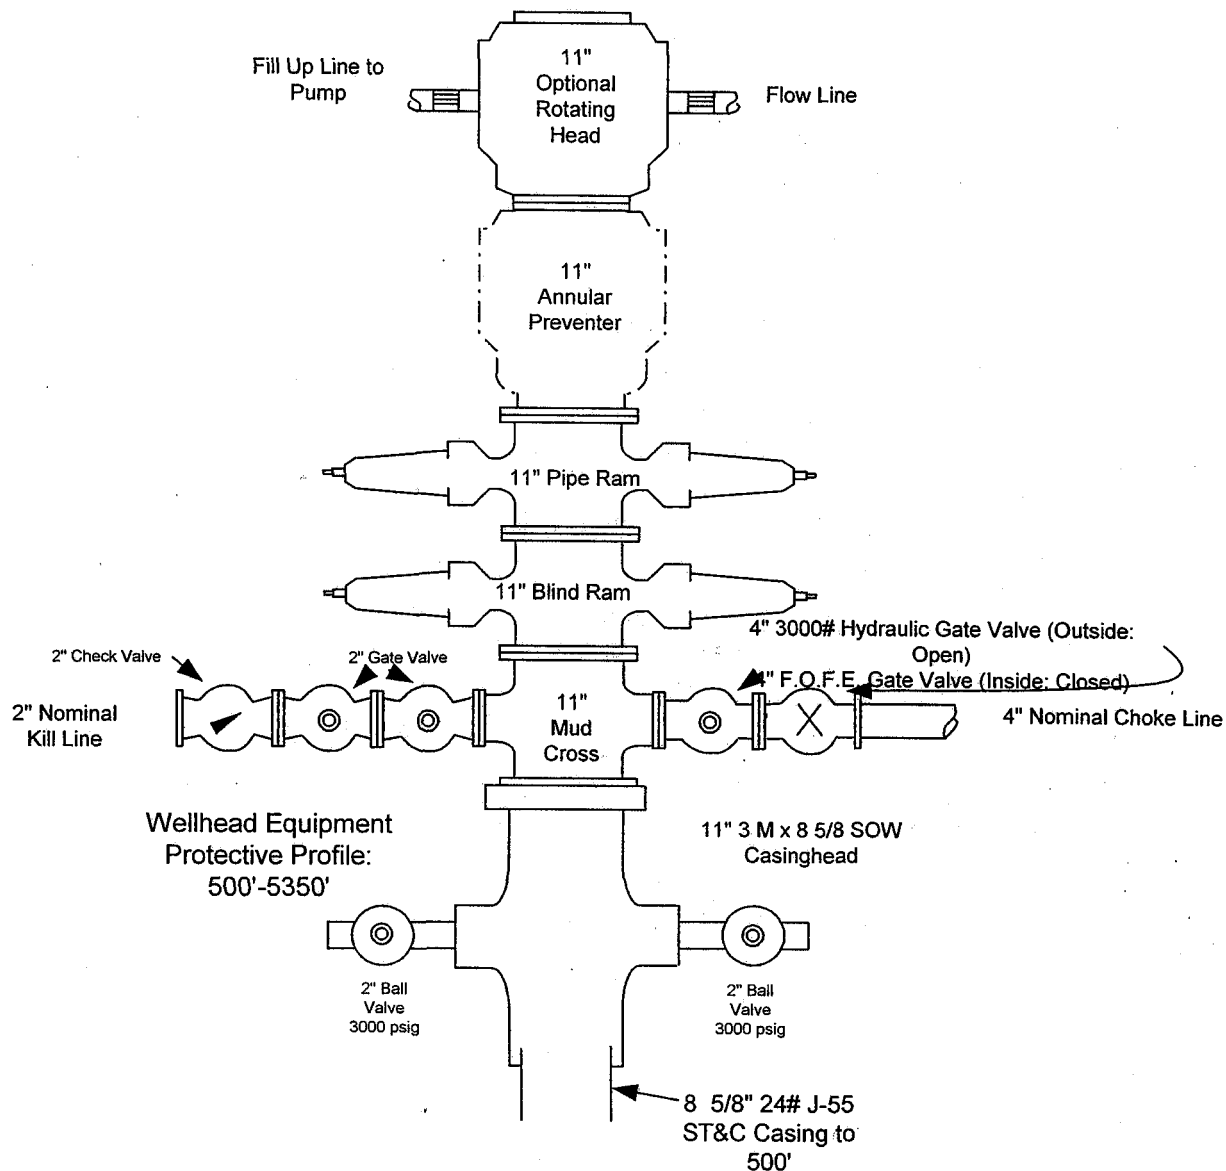 Fill Up Line to
Pump
11"
Optional
Rotating
Head
Flow Line
11"
Annular
Preventer
11" Pipe Ram
11" Blind Ram
4" 3000# Hydraulic Gate Valve (Outside:
Open)
4" F.O.F.E. Gate Valve (Inside: Closed)
4" Nominal Choke Line
2" Check Valve
2" Gate Valve
2" Nominal
Kill Line
11"
Mud
Cross
Wellhead Equipment
Protective Profile:
500'-5350'
11" 3 M x 8 5/8 SOW
Casinghead
2" Ball
Valve
3000 psig
2" Ball
Valve
3000 psig
8 5/8" 24# J-55
ST&C Casing to
500'